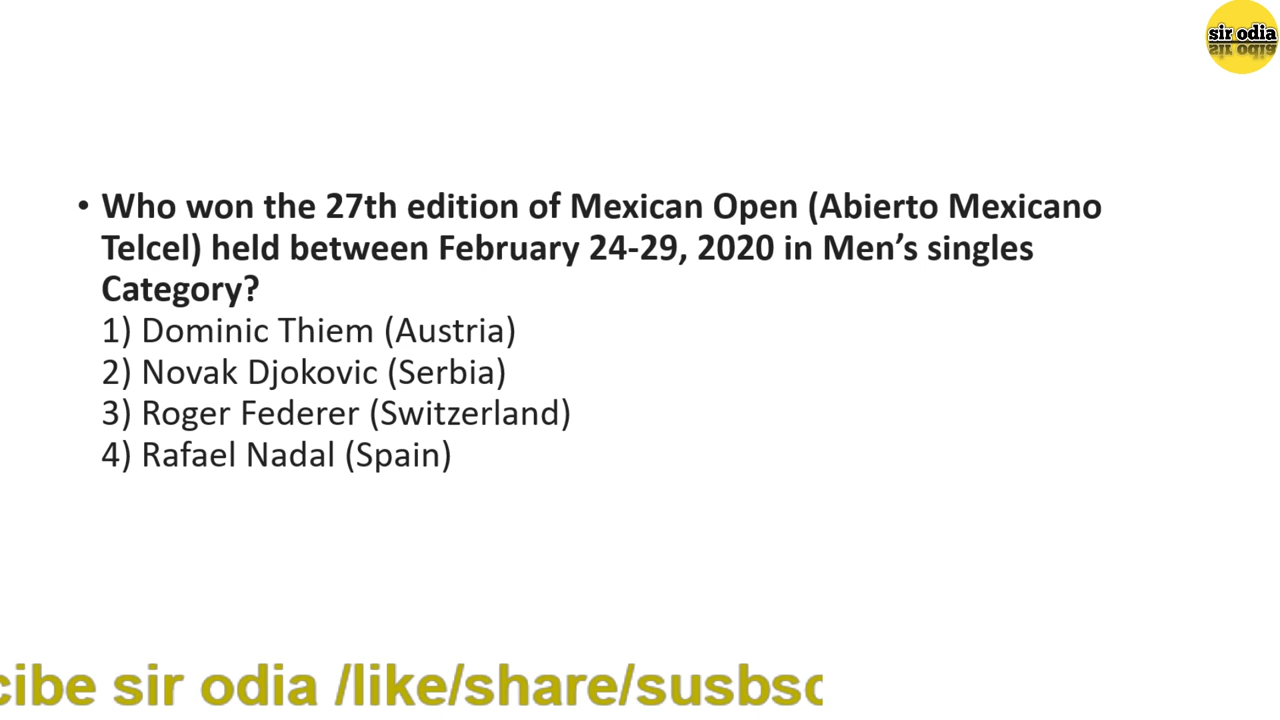 sir odia
• Who won the 27th edition of Mexican Open (Abierto Mexicano
Telcel) held between February 24-29, 2020 in Men’s singles
Category?
1) Dominic Thiem (Austria)
2) Novak Djokovic (Serbia)
3) Roger Federer (Switzerland)
4) Rafael Nadal (Spain)
cibe sir odia /like/share/susbsc